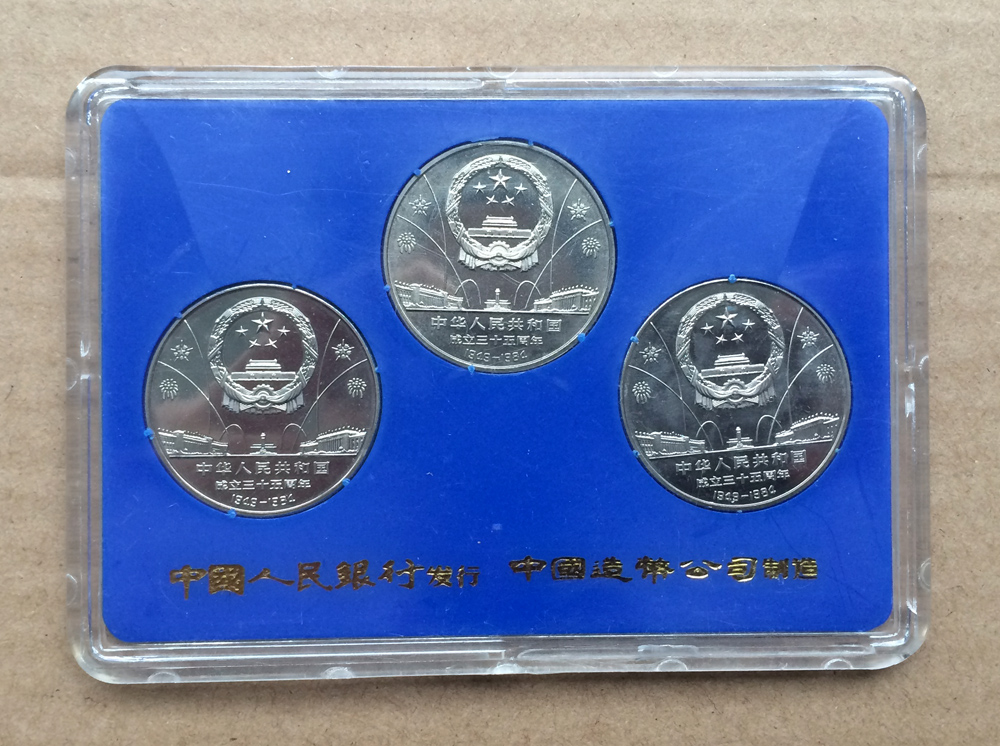 中华人民共和国
成立三十五周年
1949-1984
中华人民共和国
成立三十五周年
1949-1984
中华人民共和国
成立三十五周年
1949-1984
中國人民銀行发行 中國造幣公司制造